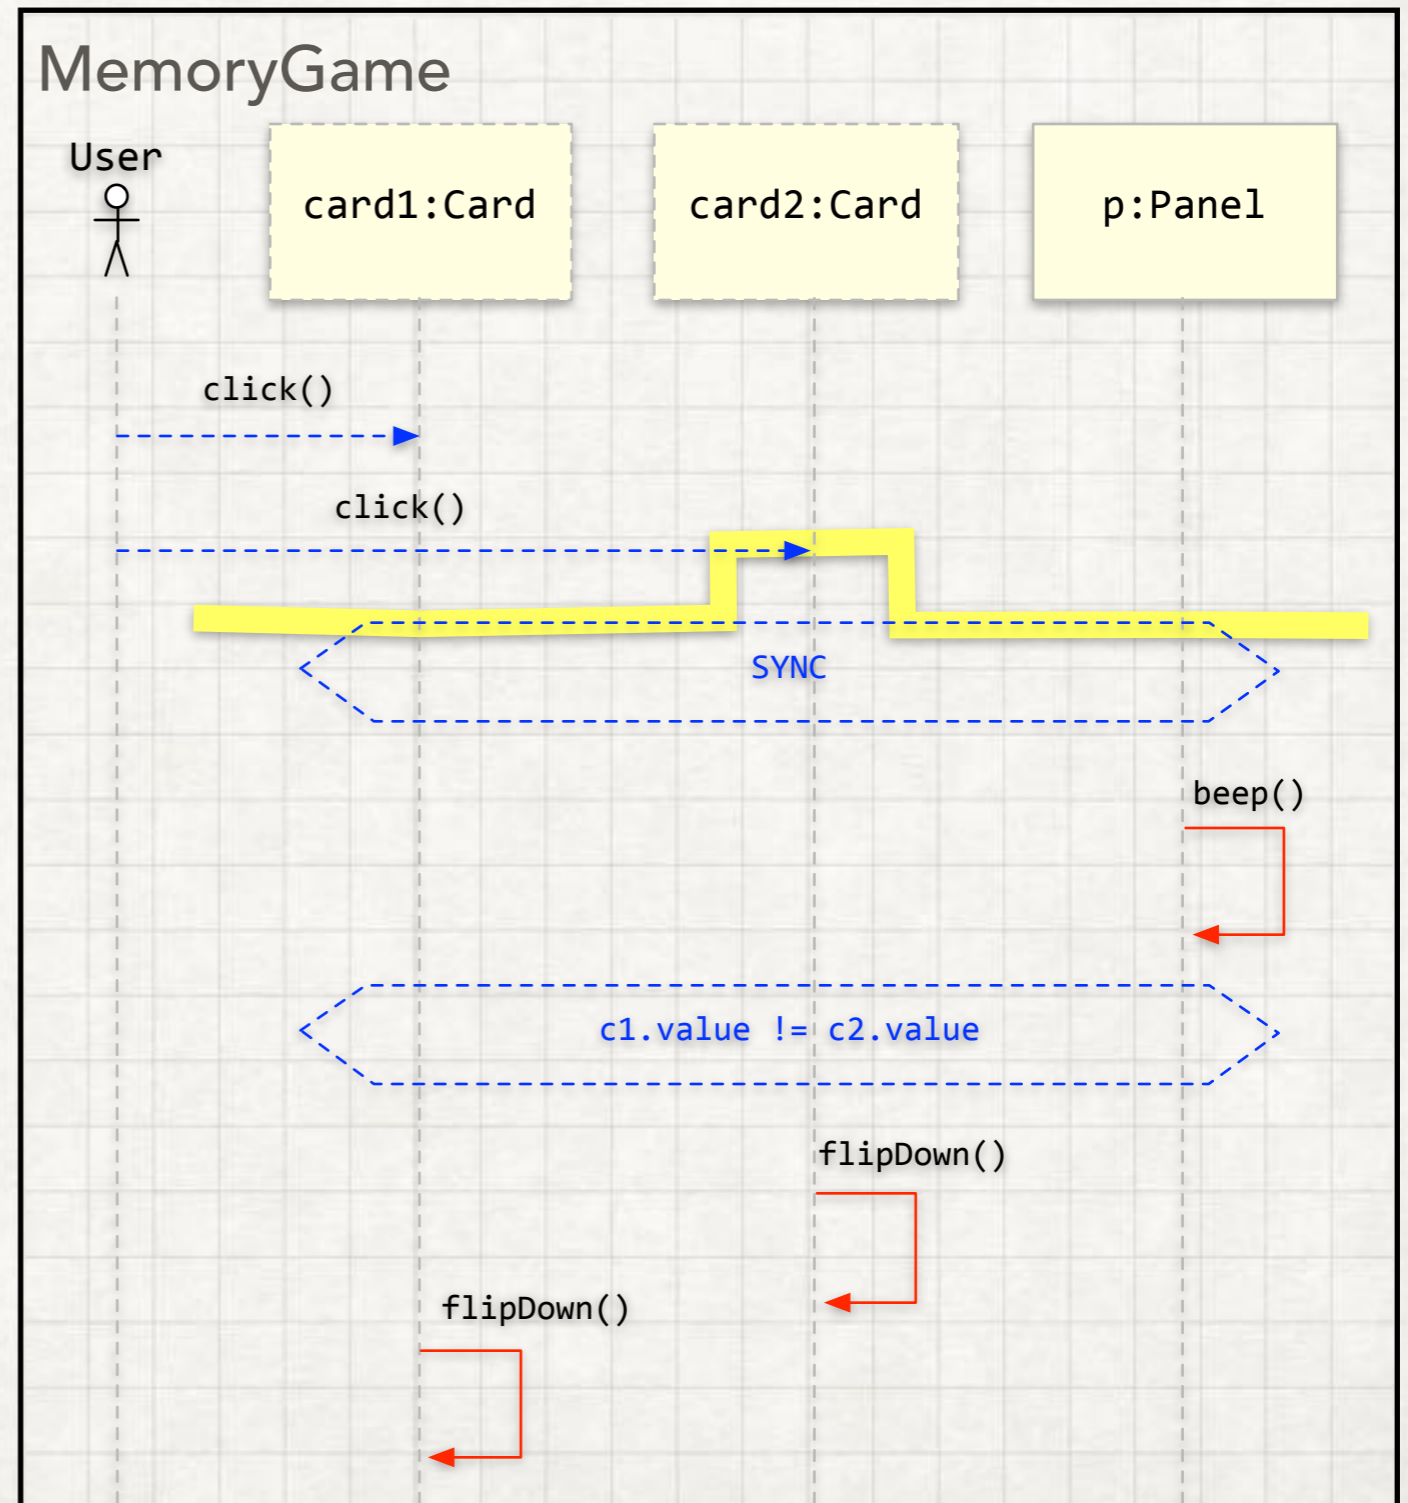 MemoryGame
User
card1:Card
card2:Card
p:Panel
click()
click()
SYNC
beep()
c1.value != c2.value
flipDown()
flipDown()